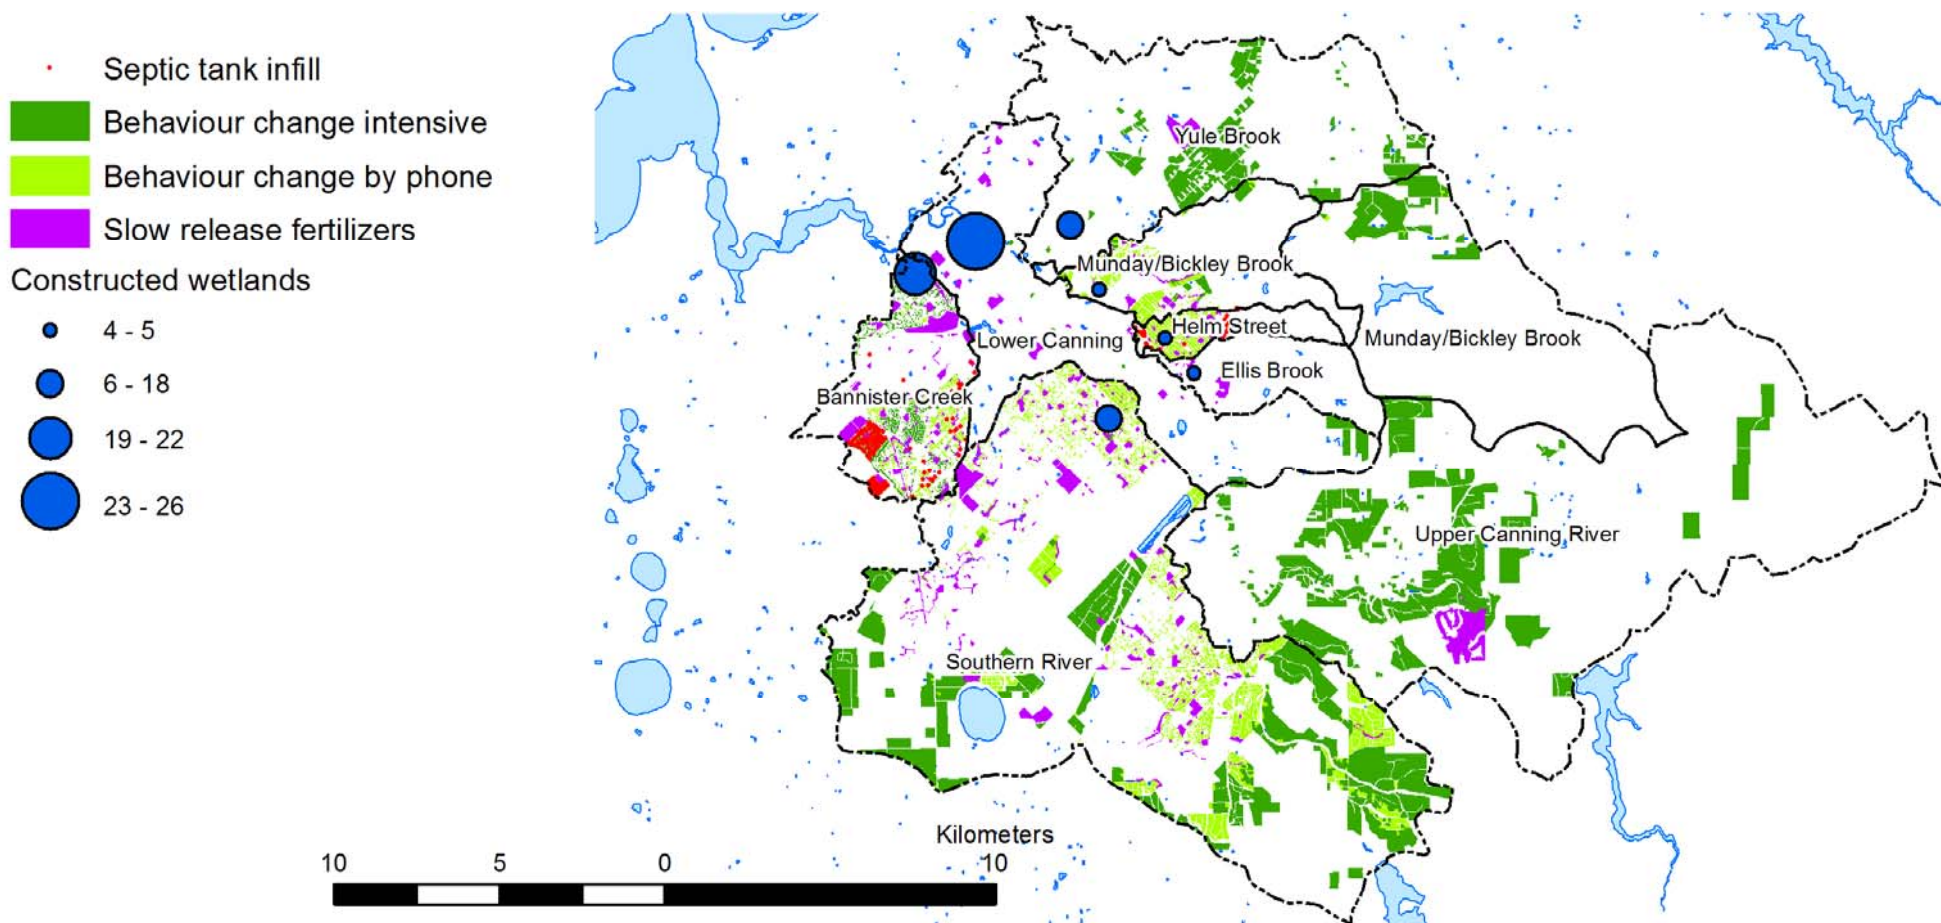 Septic tank infill
Behaviour change intensive
Behaviour change by phone
Slow release fertilizers
Constructed wetlands
4 - 5
6 - 18
19 - 22
23 - 26
Yule Brook
Munday/Bickley Brook
Helm Street
Lower Canning
Munday/Bickley Brook
Ellis Brook
Bannister Creek
Upper Canning River
Southern River
Kilometers
10 5 0 10